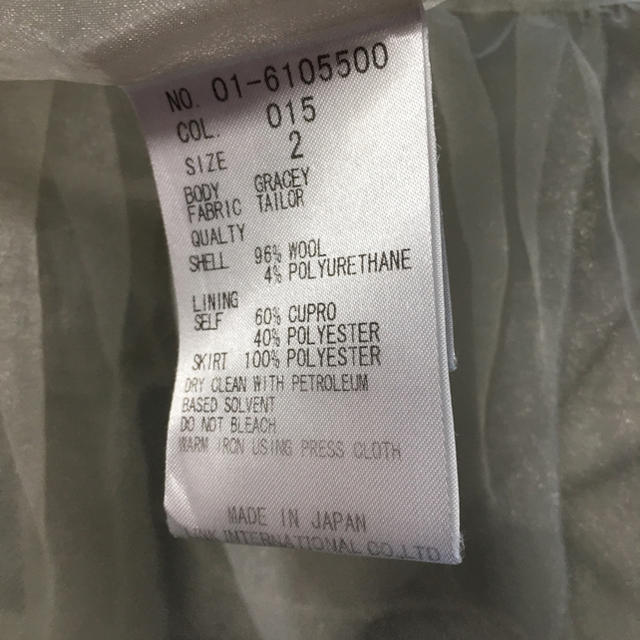 NO. 01-6105500
COL. 015
SIZE 2
BODY GRACEY
FABRIC TAILOR
QUALTY
SHELL 96% WOOL
4% POLYURETHANE
LINING
SELF 60% CUPRO
40% POLYESTER
SKIRT 100% POLYESTER
DRY CLEAN WITH PETROLEUM
BASED SOLVENT
DO NOT BLEACH
WARM IRON USING PRESS CLOTH
MADE IN JAPAN
INTERNATIONAL CO.,LTD